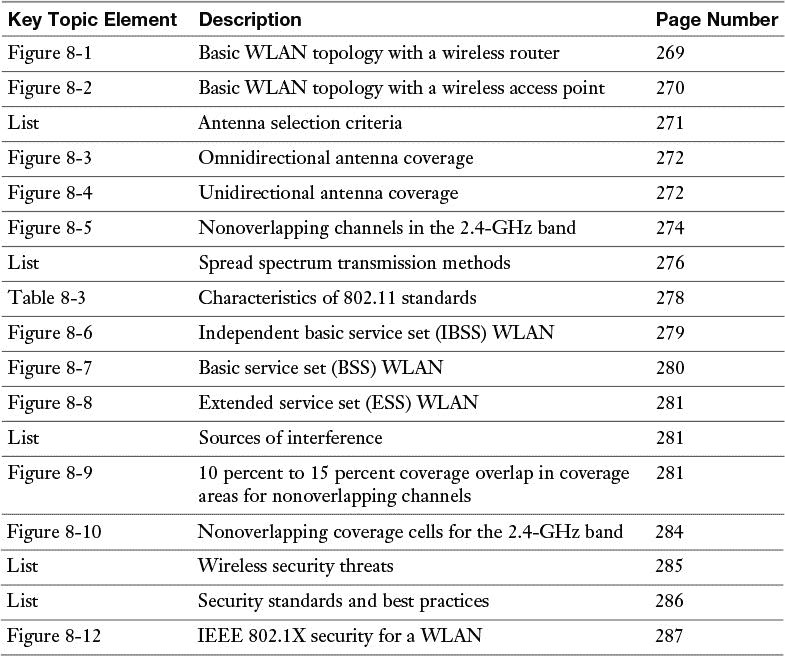 Key Topic Element Description Page Number
Figure 8-1 Basic WLAN topology with a wireless router 269
Figure 8-2 Basic WLAN topology with a wireless access point 270
List Antenna selection criteria 271
Figure 8-3 Omnidirectional antenna coverage 272
Figure 8-4 Unidirectional antenna coverage 272
Figure 8-5 Nonoverlapping channels in the 2.4-GHz band 274
List Spread spectrum transmission methods 276
Table 8-3 Characteristics of 802.11 standards 278
Figure 8-6 Independent basic service set (IBSS) WLAN 279
Figure 8-7 Basic service set (BSS) WLAN 280
Figure 8-8 Extended service set (ESS) WLAN 281
List Sources of interference 281
Figure 8-9 10 percent to 15 percent coverage overlap in coverage 281
areas for nonoverlapping channels
Figure 8-10 Nonoverlapping coverage cells for the 2.4-GHz band 284
List Wireless security threats 285
List Security standards and best practices 286
Figure 8-12 IEEE 802.1X security for a WLAN 287